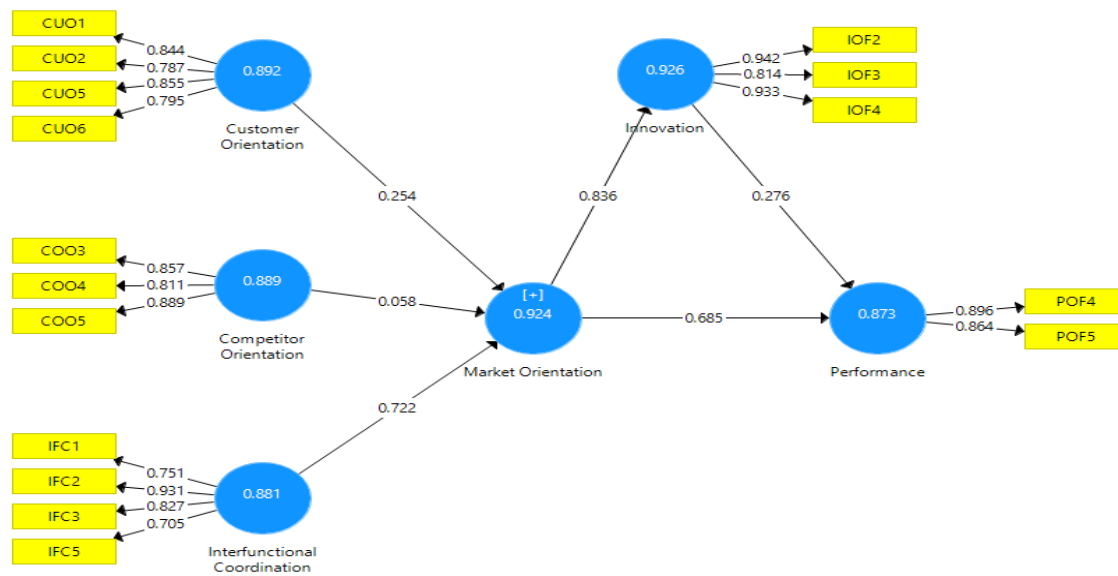 CUO1
0.844
CUO2
0.787
CUO5
0.855
CUO6
0.795
0.892
Customer
Orientation
0.254
COO3
0.857
COO4
0.811
COO5
0.889
0.889
Competitor
Orientation
0.058
IFC1
0.751
IFC2
0.931
IFC3
0.827
IFC5
0.705
0.881
Interfunctional
Coordination
0.722
[+]
0.924
Market Orientation
0.836
0.685
0.926
Innovation
0.942
IOF2
0.814
IOF3
0.933
IOF4
0.276
0.873
Performance
0.896
POF4
0.864
POF5